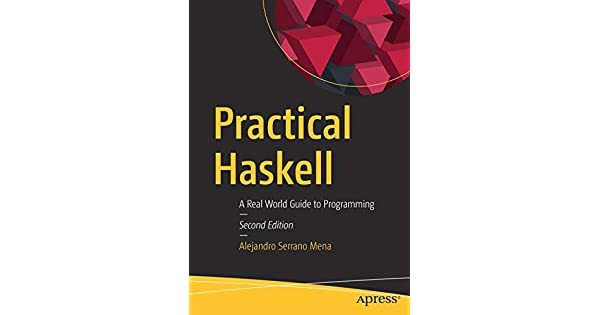 Practical
Haskell
A Real World Guide to Programming
—
Second Edition
—
Alejandro Serrano Mena
Apress®